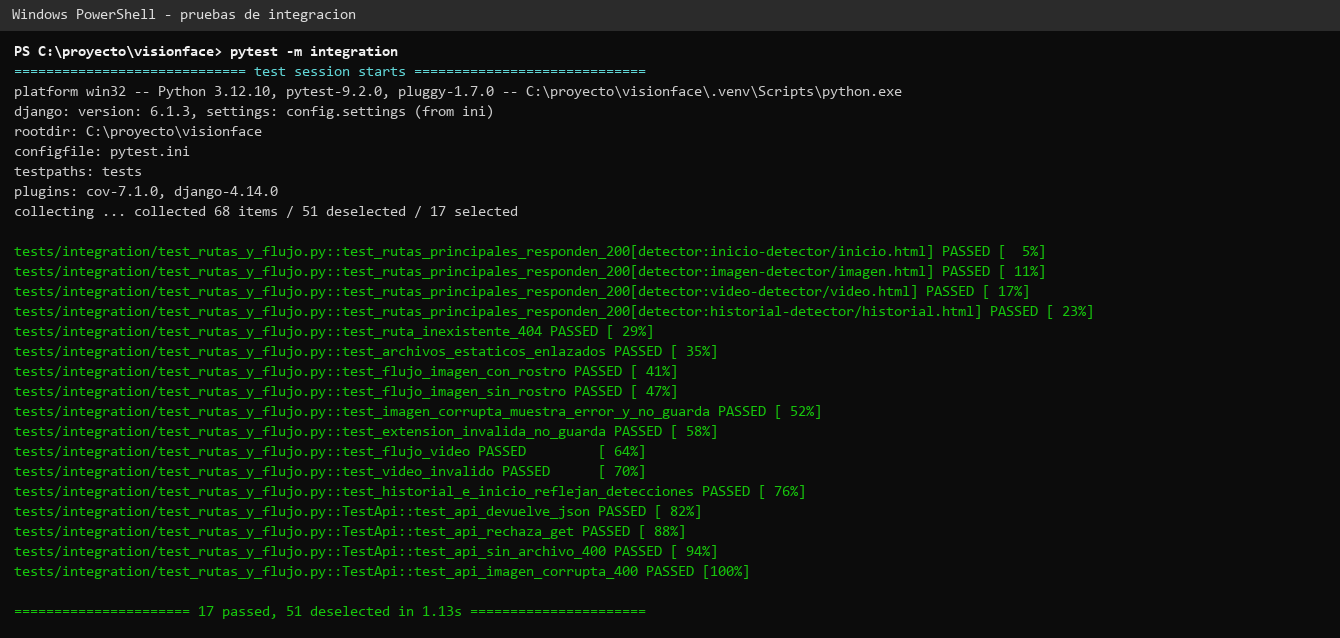 Windows PowerShell - pruebas de integracion
PS C:\proyecto\visionface> pytest -m integration
============================= test session starts =============================
platform win32 -- Python 3.12.10, pytest-9.2.0, pluggy-1.7.0 -- C:\proyecto\visionface\.venv\Scripts\python.exe
django: version: 6.1.3, settings: config.settings (from ini)
rootdir: C:\proyecto\visionface
configfile: pytest.ini
testpaths: tests
plugins: cov-7.1.0, django-4.14.0
collecting ... collected 68 items / 51 deselected / 17 selected
tests/integration/test_rutas_y_flujo.py::test_rutas_principales_responden_200[detector:inicio-detector/inicio.html] PASSED [  5%]
tests/integration/test_rutas_y_flujo.py::test_rutas_principales_responden_200[detector:imagen-detector/imagen.html] PASSED [ 11%]
tests/integration/test_rutas_y_flujo.py::test_rutas_principales_responden_200[detector:video-detector/video.html] PASSED [ 17%]
tests/integration/test_rutas_y_flujo.py::test_rutas_principales_responden_200[detector:historial-detector/historial.html] PASSED [ 23%]
tests/integration/test_rutas_y_flujo.py::test_ruta_inexistente_404 PASSED [ 29%]
tests/integration/test_rutas_y_flujo.py::test_archivos_estaticos_enlazados PASSED [ 35%]
tests/integration/test_rutas_y_flujo.py::test_flujo_imagen_con_rostro PASSED [ 41%]
tests/integration/test_rutas_y_flujo.py::test_flujo_imagen_sin_rostro PASSED [ 47%]
tests/integration/test_rutas_y_flujo.py::test_imagen_corrupta_muestra_error_y_no_guarda PASSED [ 52%]
tests/integration/test_rutas_y_flujo.py::test_extension_invalida_no_guarda PASSED [ 58%]
tests/integration/test_rutas_y_flujo.py::test_flujo_video PASSED         [ 64%]
tests/integration/test_rutas_y_flujo.py::test_video_invalido PASSED      [ 70%]
tests/integration/test_rutas_y_flujo.py::test_historial_e_inicio_reflejan_detecciones PASSED [ 76%]
tests/integration/test_rutas_y_flujo.py::TestApi::test_api_devuelve_json PASSED [ 82%]
tests/integration/test_rutas_y_flujo.py::TestApi::test_api_rechaza_get PASSED [ 88%]
tests/integration/test_rutas_y_flujo.py::TestApi::test_api_sin_archivo_400 PASSED [ 94%]
tests/integration/test_rutas_y_flujo.py::TestApi::test_api_imagen_corrupta_400 PASSED [100%]
====================== 17 passed, 51 deselected in 1.13s ======================